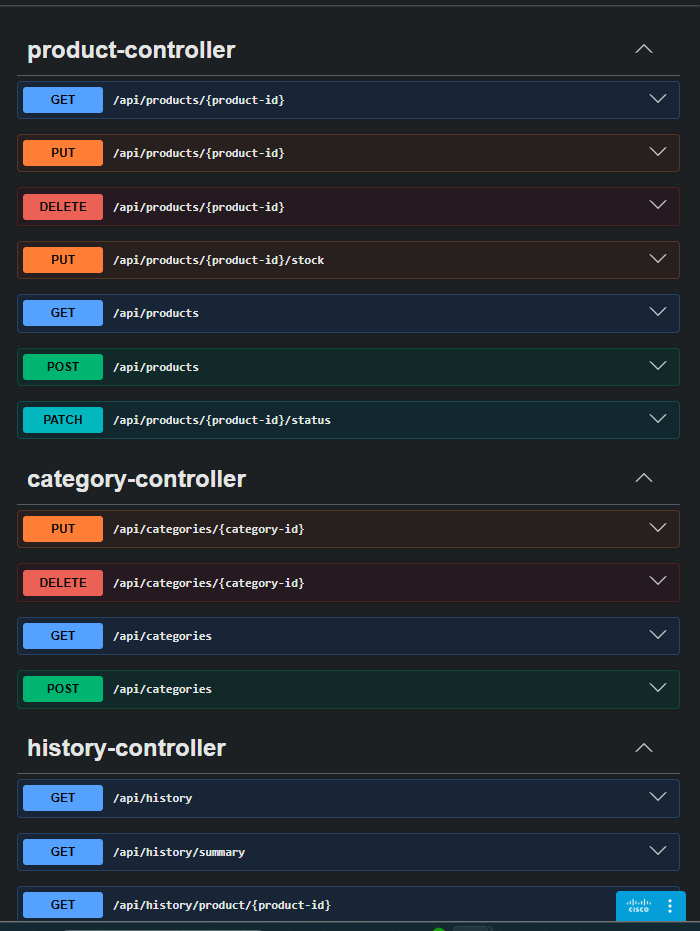 product-controller
GET /api/products/{product-id}
PUT /api/products/{product-id}
DELETE /api/products/{product-id}
PUT /api/products/{product-id}/stock
GET /api/products
POST /api/products
PATCH /api/products/{product-id}/status
category-controller
PUT /api/categories/{category-id}
DELETE /api/categories/{category-id}
GET /api/categories
POST /api/categories
history-controller
GET /api/history
GET /api/history/summary
GET /api/history/product/{product-id}
CISCO